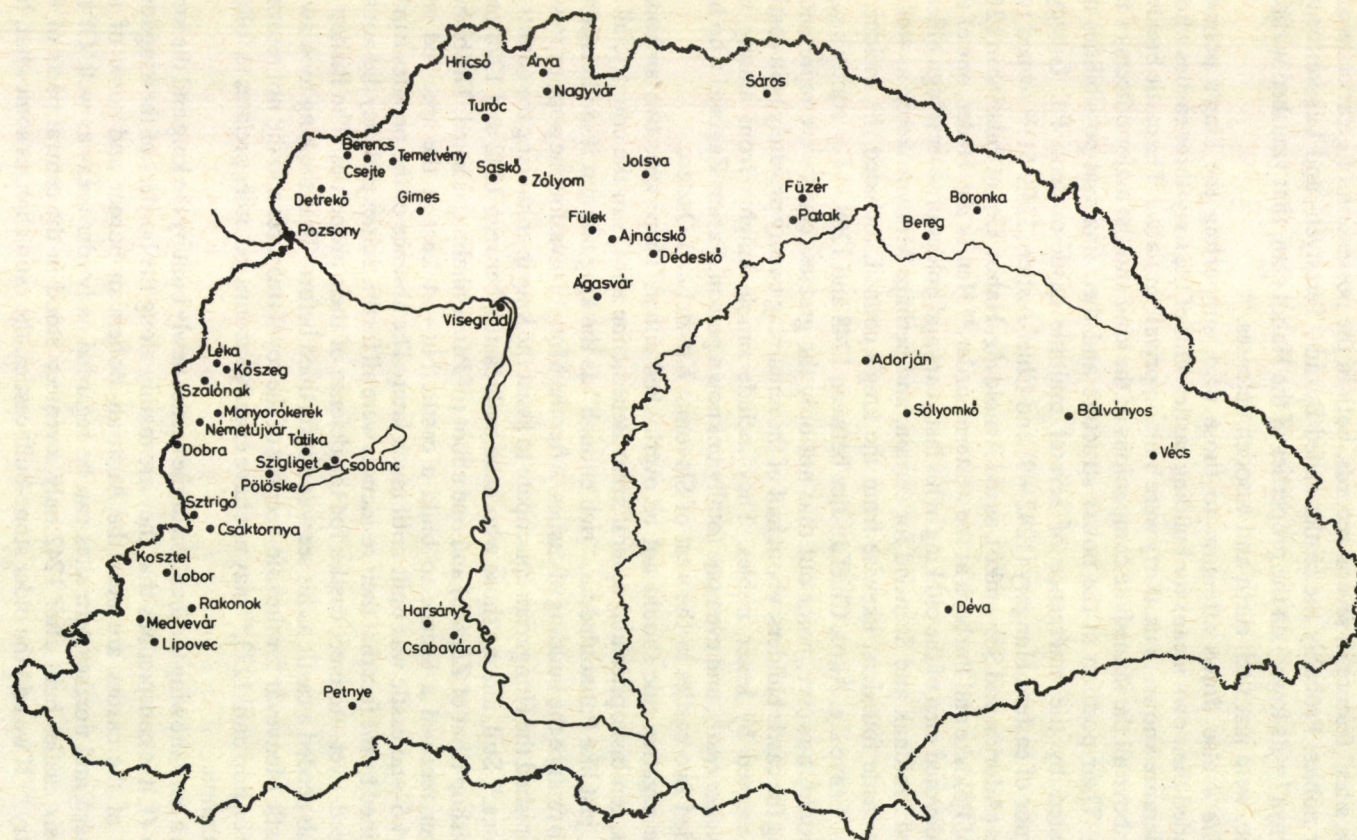 Hricsó
Árva
Nagyvár
Sáros
Turóc
Berencs
Csejte
Temetvény
Saskő
Zólyom
Jolsva
Detrekő
Gimes
Füzér
Patak
Boronka
Bereg
Pozsony
Fülek
Ajnácskő
Dédeskő
Ágasvár
Visegrád
Léka
Kőszeg
Szalónak
Monyorókerék
Németújvár
Dobra
Tátika
Szigliget
Csobánc
Pölöske
Adorján
Sólyomkő
Bálványos
Vécs
Sztrigó
Csáktornya
Kosztel
Lobor
Rakonok
Medvevár
Lipovec
Harsány
Csabavára
Déva
Petnye